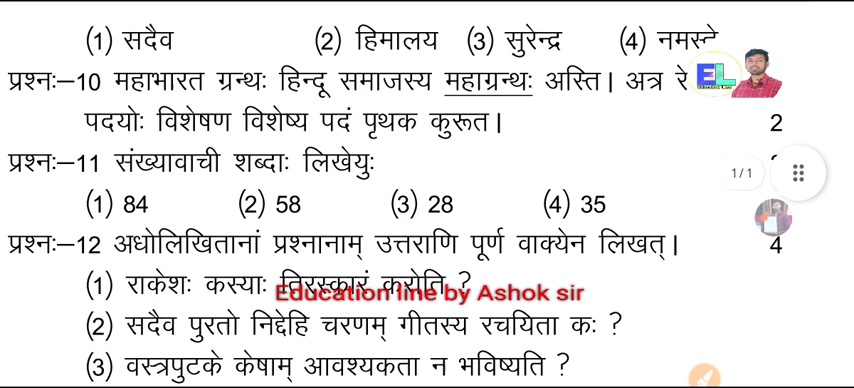 (1) सदैव (2) हिमालय (3) सुरेन्द्र (4) नमस्ते
प्रश्नः–10 महाभारत ग्रन्थः हिन्दू समाजस्य महाग्रन्थः अस्ति। अत्र रे
EL
पदयोः विशेषण विशेष्य पदं पृथक कुरूत। 2
प्रश्नः–11 संख्यावाची शब्दाः लिखेयुः
1/1
(1) 84 (2) 58 (3) 28 (4) 35
प्रश्नः–12 अधोलिखितानां प्रश्नानाम् उत्तराणि पूर्ण वाक्येन लिखत्। 4
(1) राकेशः कस्याः तिरस्कारं करोति ?
Education line by Ashok sir
(2) सदैव पुरतो निद्देहि चरणम् गीतस्य रचयिता कः ?
(3) वस्त्रपुटके केषाम् आवश्यकता न भविष्यति ?